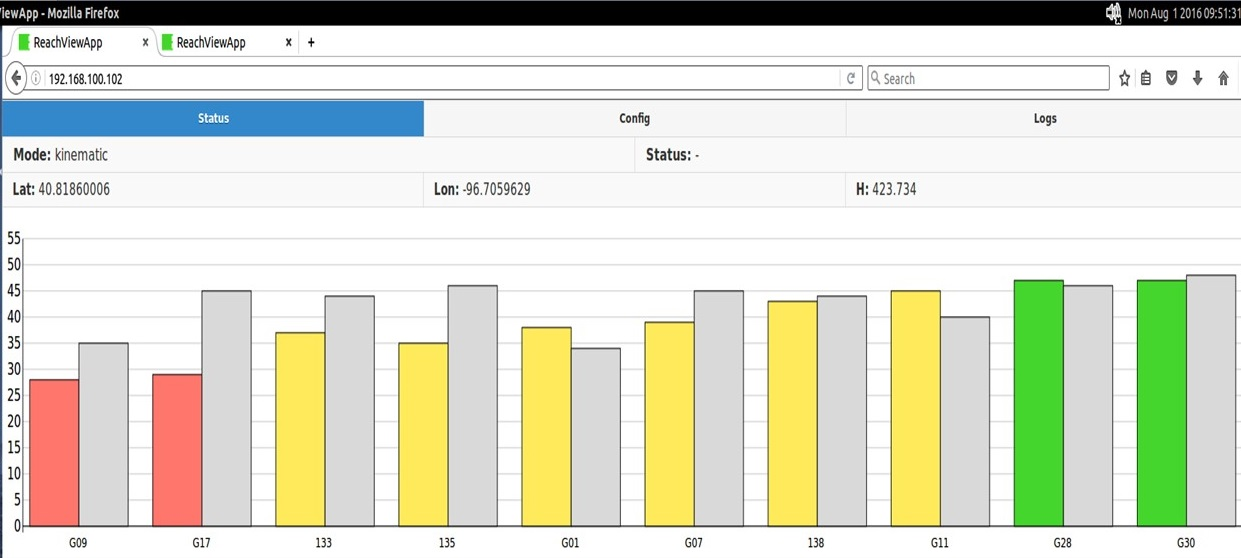 iewApp - Mozilla Firefox Mon Aug 1 2016 09:51:31
ReachViewApp x ReachViewApp x +
192.168.100.102 Search
Status Config Logs
Mode: kinematic Status: -
Lat: 40.81860006 Lon: -96.7059629 H: 423.734
55
50
45
40
35
30
25
20
15
10
5
0
G09 G17 133 135 G01 G07 138 G11 G28 G30